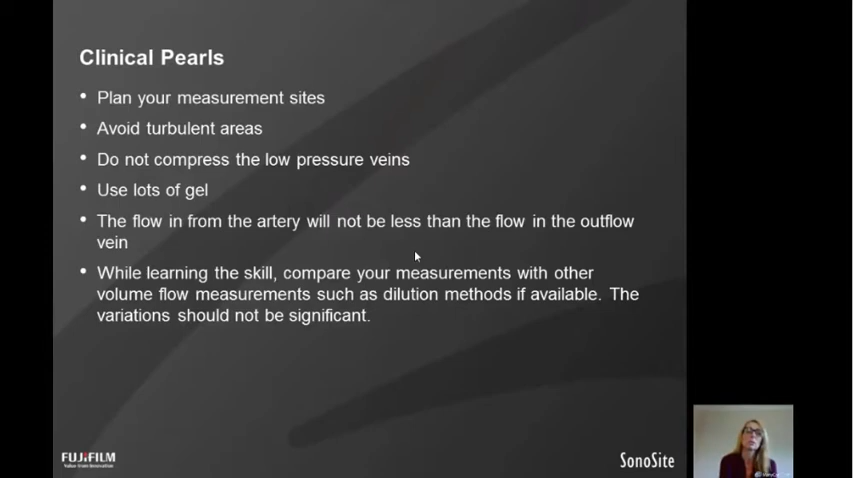 Clinical Pearls
• Plan your measurement sites
• Avoid turbulent areas
• Do not compress the low pressure veins
• Use lots of gel
• The flow in from the artery will not be less than the flow in the outflow
vein
• While learning the skill, compare your measurements with other
volume flow measurements such as dilution methods if available. The
variations should not be significant.
FUJIFILM
Value from Innovation
SonoSite